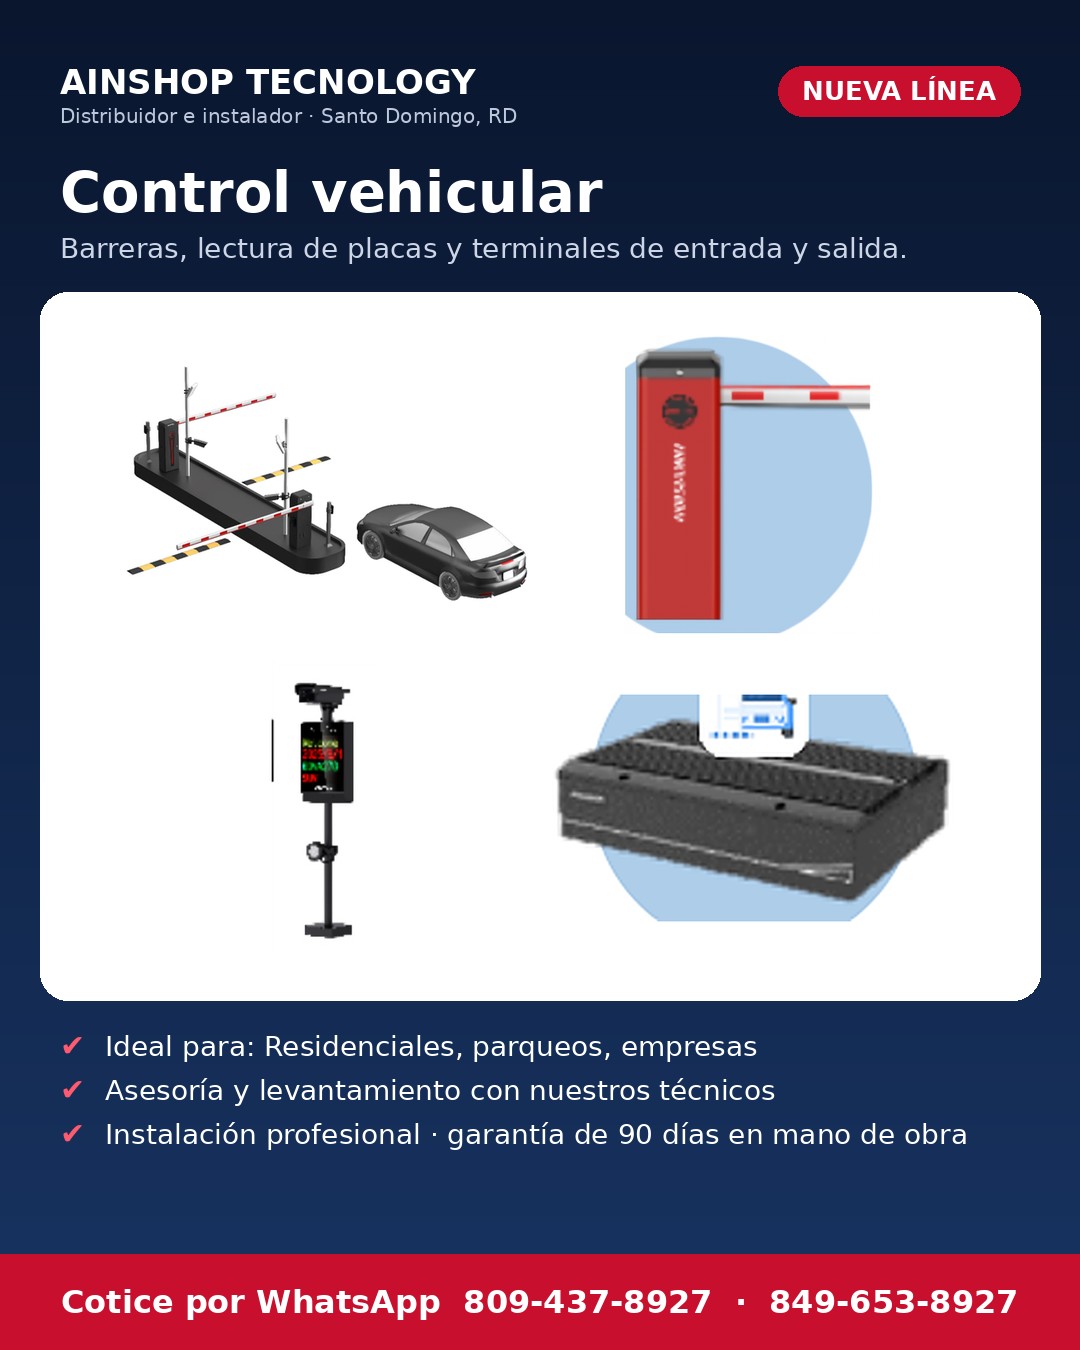 AINSHOP TECNOLOGY
Distribuidor e instalador · Santo Domingo, RD
NUEVA LÍNEA
Control vehicular
Barreras, lectura de placas y terminales de entrada y salida.
✔ Ideal para: Residenciales, parqueos, empresas
✔ Asesoría y levantamiento con nuestros técnicos
✔ Instalación profesional · garantía de 90 días en mano de obra
Cotice por WhatsApp 809-437-8927 · 849-653-8927